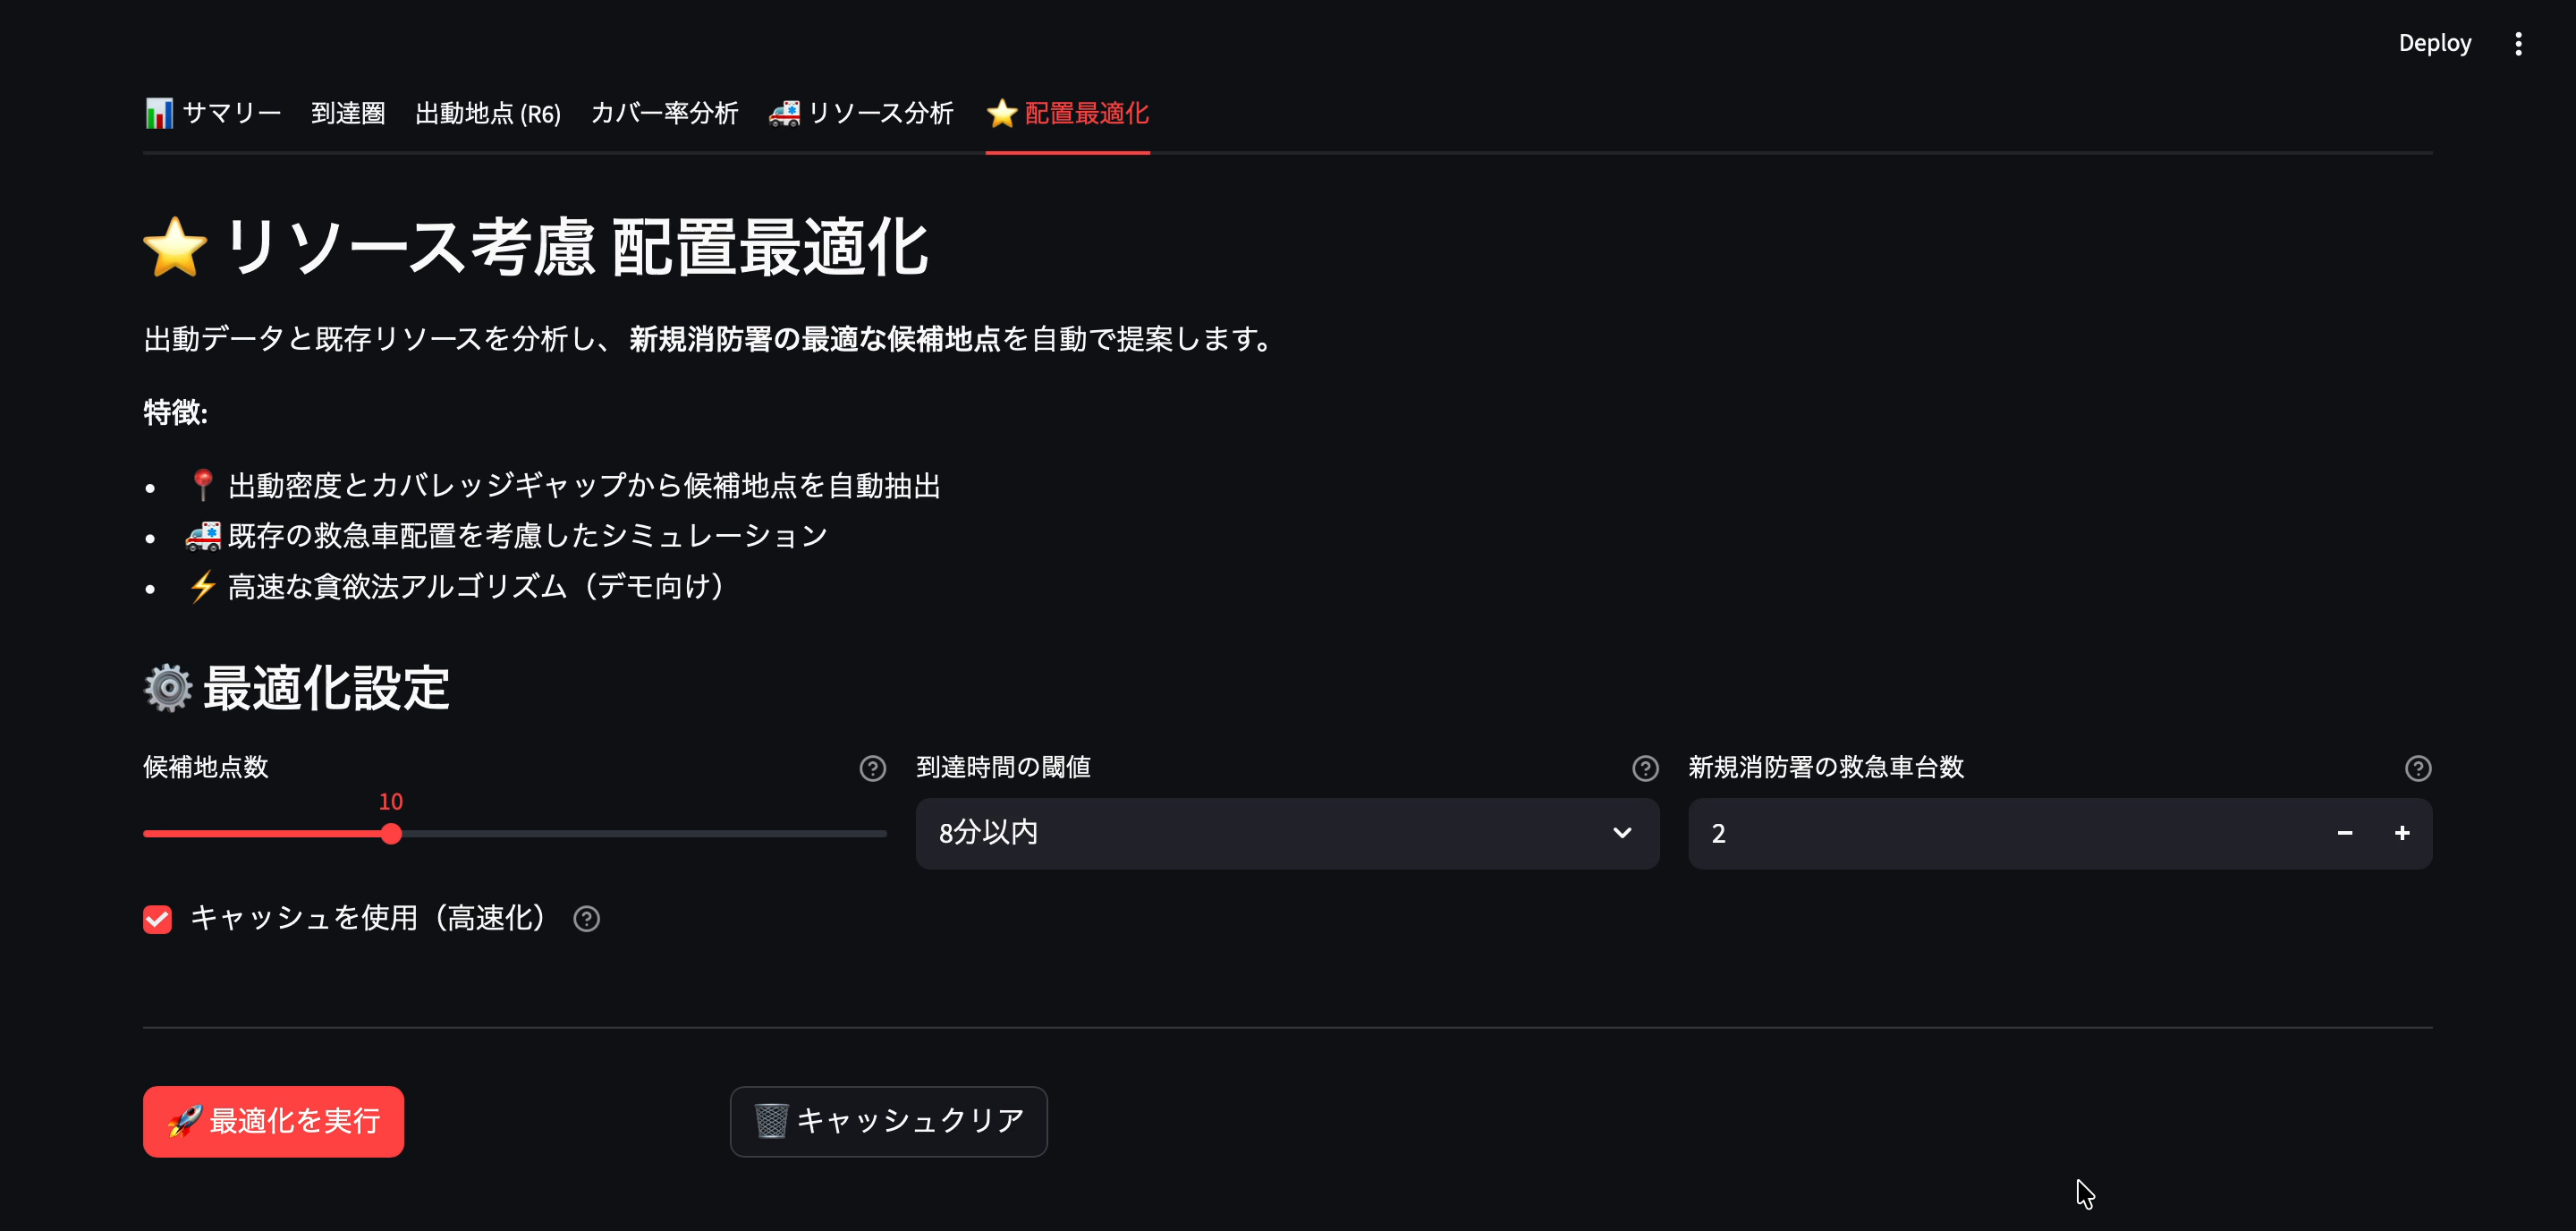 Deploy
📊 サマリー 到達圏 出動地点 (R6) カバー率分析 🚑 リソース分析 ⭐ 配置最適化
⭐ リソース考慮 配置最適化
出動データと既存リソースを分析し、新規消防署の最適な候補地点を自動で提案します。
特徴:
• 📍 出動密度とカバレッジギャップから候補地点を自動抽出
• 🚑 既存の救急車配置を考慮したシミュレーション
• ⚡ 高速な貪欲法アルゴリズム（デモ向け）
⚙️ 最適化設定
候補地点数
10
到達時間の閾値
8分以内
新規消防署の救急車台数
2
キャッシュを使用（高速化）
🚀 最適化を実行
🗑️ キャッシュクリア